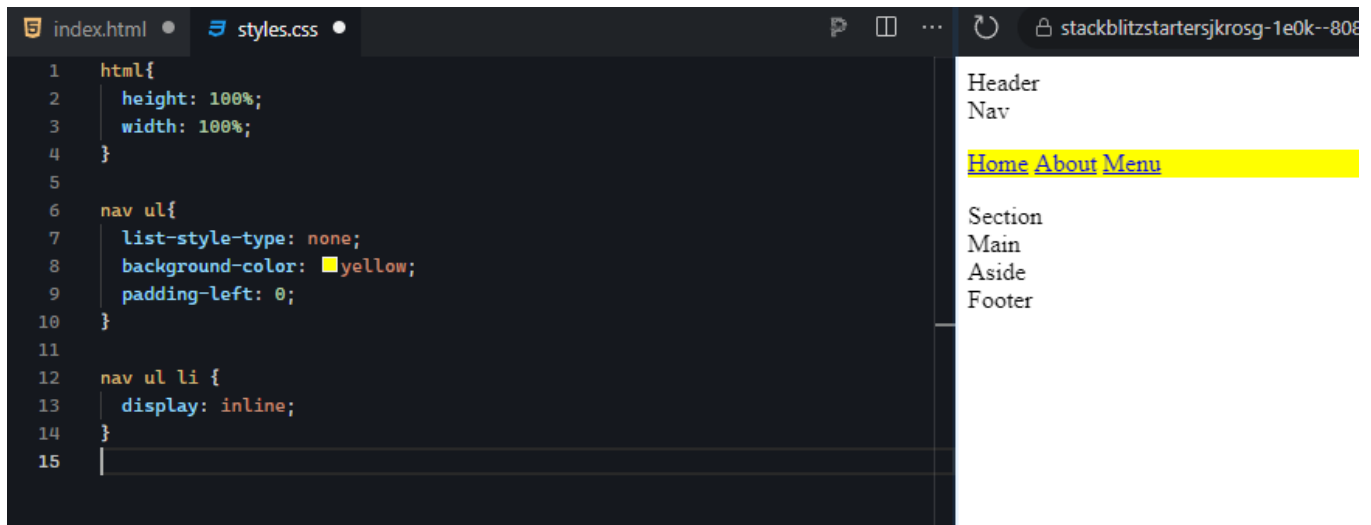 index.html
styles.css
stackblitzstartersjkrosg-1e0k--808
1 html{
2 height: 100%;
3 width: 100%;
4 }
5
6 nav ul{
7 list-style-type: none;
8 background-color: yellow;
9 padding-left: 0;
10 }
11
12 nav ul li {
13 display: inline;
14 }
15
Header
Nav
Home About Menu
Section
Main
Aside
Footer